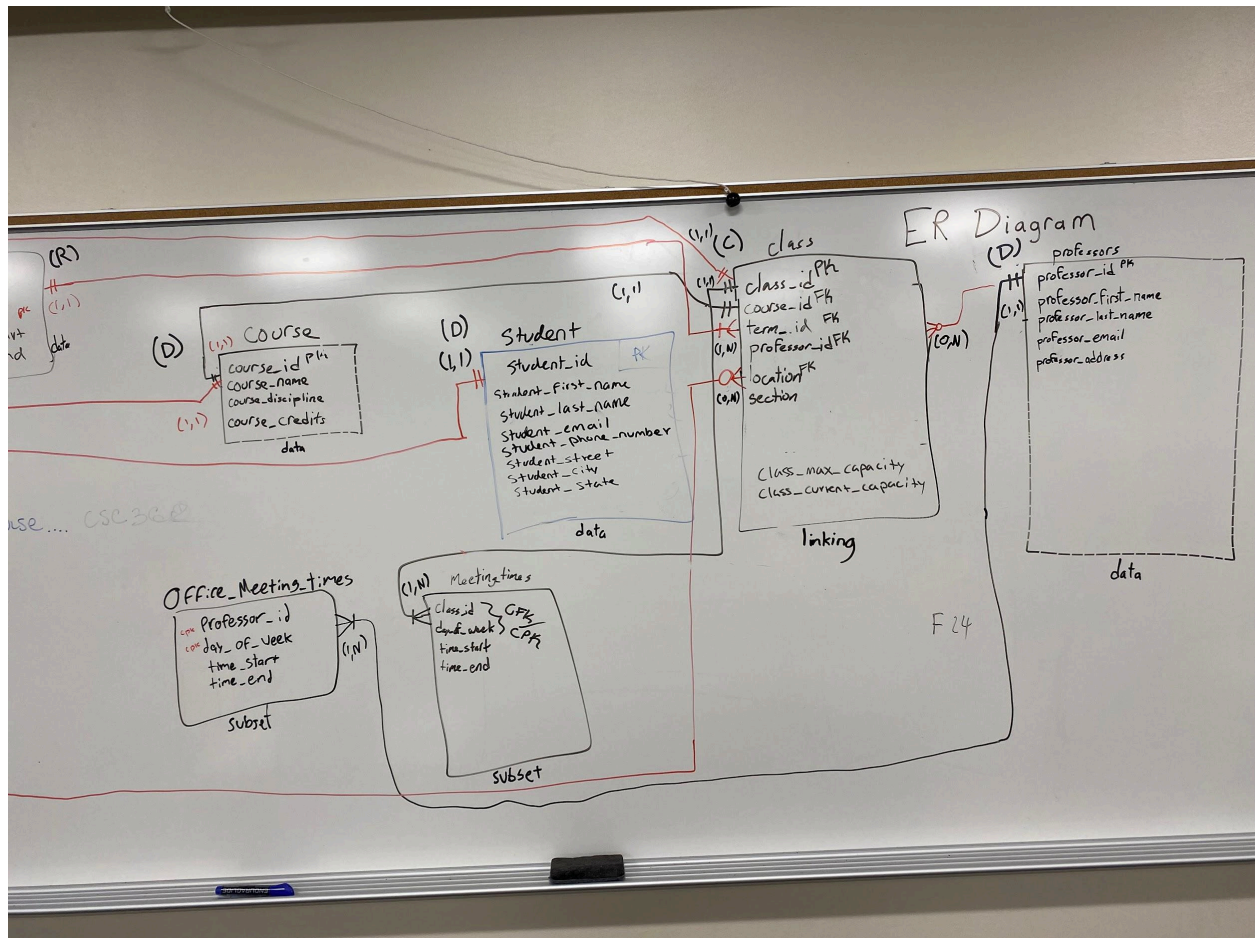 ER Diagram
(R)
(1,1)
data
(D)
(1,1)
Course
course_id PK
course_name
course_discipline
course_credits
data
(1,1)
(D)
(1,1)
Student
student_id PK
student_first_name
student_last_name
student_email
student_phone_number
student_street
student_city
student_state
data
(1,1)
(1,1)
(C)
class
(1,1)
class_id PK
course_id FK
term_id FK
(1,N)
professor_id FK
location FK
(0,N)
section
class_max_capacity
class_current_capacity
linking
(0,N)
(D)
professors
(1,1)
professor_id PK
professor_first_name
professor_last_name
professor_email
professor_address
data
CSC 360
Office_Meeting_times
cpk Professor_id
cpk day_of_week
time_start
time_end
(1,N)
subset
(1,N)
Meeting_times
class_id
CFK
CPK
time_start
time_end
subset
F24